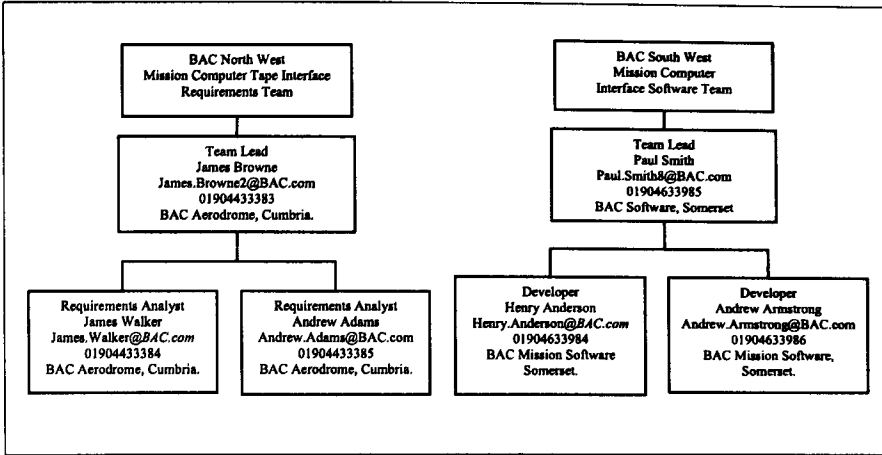 BAC North West
Mission Computer Tape Interface
Requirements Team
Team Lead
James Browne
James.Browne2@BAC.com
01904433383
BAC Aerodrome, Cumbria.
Requirements Analyst
James Walker
James.Walker@BAC.com
01904433384
BAC Aerodrome, Cumbria.
Requirements Analyst
Andrew Adams
Andrew.Adams@BAC.com
01904433385
BAC Aerodrome, Cumbria.
BAC South West
Mission Computer
Interface Software Team
Team Lead
Paul Smith
Paul.Smith8@BAC.com
01904633985
BAC Software, Somerset
Developer
Henry Anderson
Henry.Anderson@BAC.com
01904633984
BAC Mission Software
Somerset.
Developer
Andrew Armstrong
Andrew.Armstrong@BAC.com
01904633986
BAC Mission Software,
Somerset.